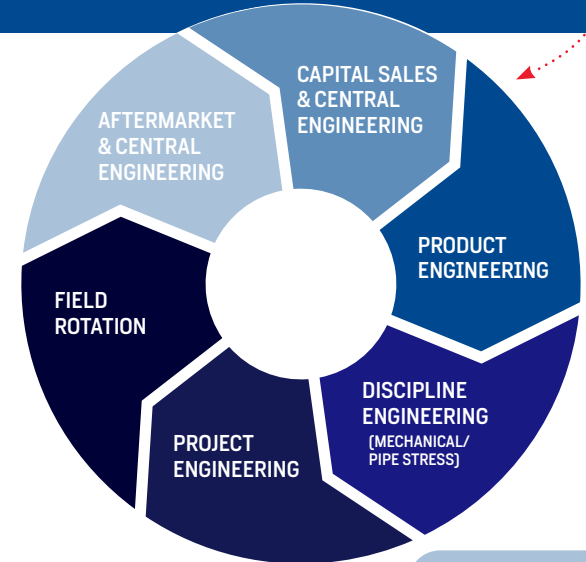 CAPITAL SALES
& CENTRAL
ENGINEERING
PRODUCT
ENGINEERING
DISCIPLINE
ENGINEERING
(MECHANICAL/
PIPE STRESS)
PROJECT
ENGINEERING
FIELD
ROTATION
AFTERMARKET
& CENTRAL
ENGINEERING